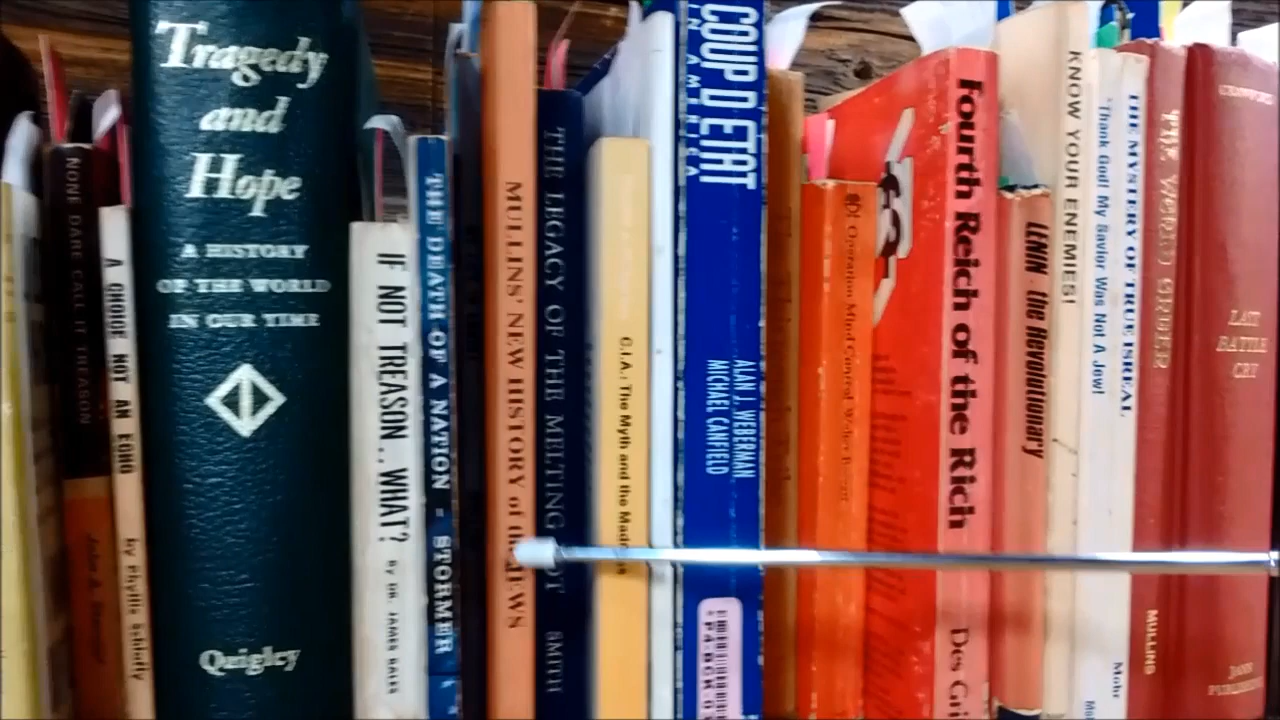 NONE DARE CALL IT TREASON
A CHOICE NOT AN ECHO
by Phyllis Schlafly
Tragedy
and
Hope
A HISTORY
OF THE WORLD
IN OUR TIME
Quigley
IF NOT TREASON.. WHAT?
By DR. JAMES BALES
THE DEATH OF A NATION
STORMER
MULLINS' NEW HISTORY of the JEWS
THE LEGACY OF THE MELTING POT
SMITH
C.I.A.: The Myth and the Madness
COUP D'ETAT
IN AMERICA
ALAN J. WEBERMAN
MICHAEL CANFIELD
Operation Mind Control
Fourth Reich of the Rich
Des Gri
LENIN the Revolutionary
KNOW YOUR ENEMIES!
"Thank God! My Savior Was Not A Jew!
THE MYSTERY OF TRUE ISREAL
Mohr
THE WORLD ORDER
MULLINS
CRAWFORD
LAST
BATTLE
CRY